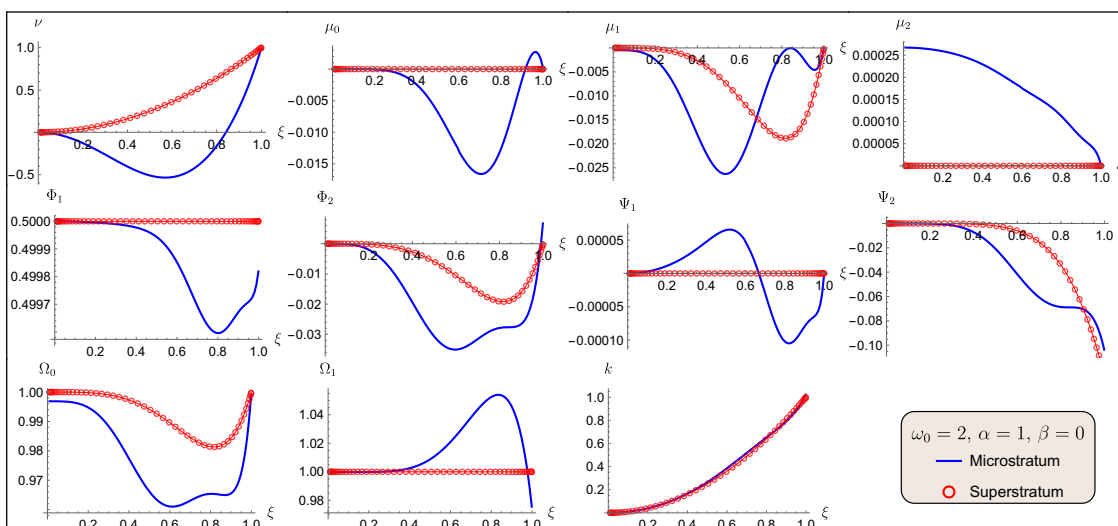 ν
1.0
0.5
-0.5
0.2 0.4 0.6 0.8 1.0 ξ
μ₀
-0.005
-0.010
-0.015
0.2 0.4 0.6 0.8 1.0 ξ
μ₁
-0.005
-0.010
-0.015
-0.020
-0.025
0.2 0.4 0.6 0.8 1.0 ξ
μ₂
0.00025
0.00020
0.00015
0.00010
0.00005
0.2 0.4 0.6 0.8 1.0
Φ₁
0.5000
0.4999
0.4998
0.4997
0.2 0.4 0.6 0.8 1.0 ξ
Φ₂
-0.01
-0.02
-0.03
0.2 0.4 0.6 0.8 1.0 ξ
Ψ₁
0.00005
-0.00005
-0.00010
0.2 0.4 0.6 0.8 1.0 ξ
Ψ₂
-0.02
-0.04
-0.06
-0.08
-0.10
0.2 0.4 0.6 0.8 1.0 ξ
Ω₀
1.00
0.99
0.98
0.97
0.2 0.4 0.6 0.8 1.0 ξ
Ω₁
1.04
1.02
1.00
0.98
0.2 0.4 0.6 0.8 1.0 ξ
k
1.0
0.8
0.6
0.4
0.2
0.2 0.4 0.6 0.8 1.0 ξ
ω₀ = 2, α = 1, β = 0
Microstratum
Superstratum